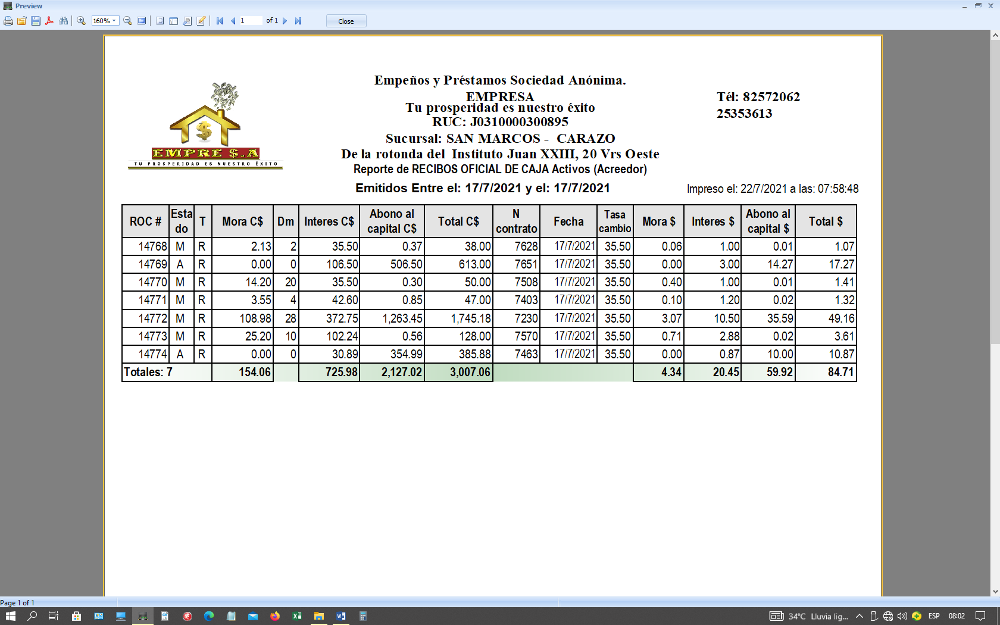 Preview
160%
1 of 1
Close
EMPRE $.A
TU PROSPERIDAD ES NUESTRO ÉXITO
Empeños y Préstamos Sociedad Anónima.
EMPRESA
Tu prosperidad es nuestro éxito
RUC: J0310000300895
Sucursal: SAN MARCOS - CARAZO
De la rotonda del Instituto Juan XXIII, 20 Vrs Oeste
Reporte de RECIBOS OFICIAL DE CAJA Activos (Acreedor)
Emitidos Entre el: 17/7/2021 y el: 17/7/2021
Tél: 82572062
25353613
Impreso el: 22/7/2021 a las: 07:58:48
ROC # Esta do T Mora C$ Dm Interes C$ Abono al capital C$ Total C$ N contrato Fecha Tasa cambio Mora $ Interes $ Abono al capital $ Total $
14768 M R 2.13 2 35.50 0.37 38.00 7628 17/7/2021 35.50 0.06 1.00 0.01 1.07
14769 A R 0.00 0 106.50 506.50 613.00 7651 17/7/2021 35.50 0.00 3.00 14.27 17.27
14770 M R 14.20 20 35.50 0.30 50.00 7508 17/7/2021 35.50 0.40 1.00 0.01 1.41
14771 M R 3.55 4 42.60 0.85 47.00 7403 17/7/2021 35.50 0.10 1.20 0.02 1.32
14772 M R 108.98 28 372.75 1,263.45 1,745.18 7230 17/7/2021 35.50 3.07 10.50 35.59 49.16
14773 M R 25.20 10 102.24 0.56 128.00 7570 17/7/2021 35.50 0.71 2.88 0.02 3.61
14774 A R 0.00 0 30.89 354.99 385.88 7463 17/7/2021 35.50 0.00 0.87 10.00 10.87
Totales: 7 154.06 725.98 2,127.02 3,007.06 4.34 20.45 59.92 84.71
Page 1 of 1
34°C Lluvia lig... ESP 08:02